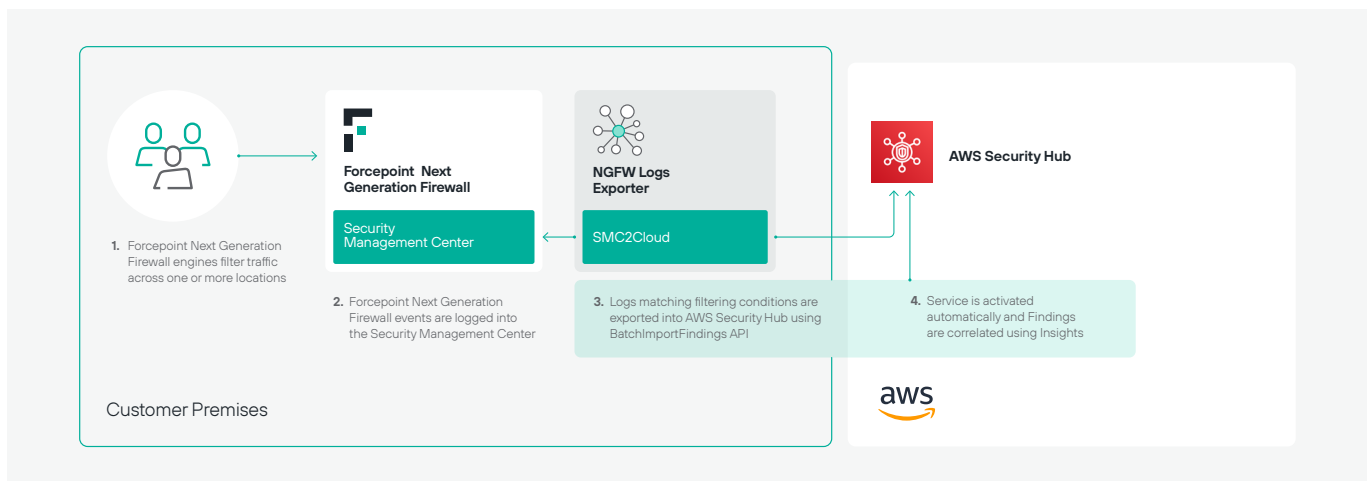 Forcepoint Next
Generation Firewall
Security
Management Center
NGFW Logs
Exporter
SMC2Cloud
AWS Security Hub
1. Forcepoint Next Generation
Firewall engines filter traffic
across one or more locations
2. Forcepoint Next Generation
Firewall events are logged into
the Security Management Center
3. Logs matching filtering conditions are
exported into AWS Security Hub using
BatchImportFindings API
4. Service is activated
automatically and Findings
are correlated using Insights
Customer Premises
aws